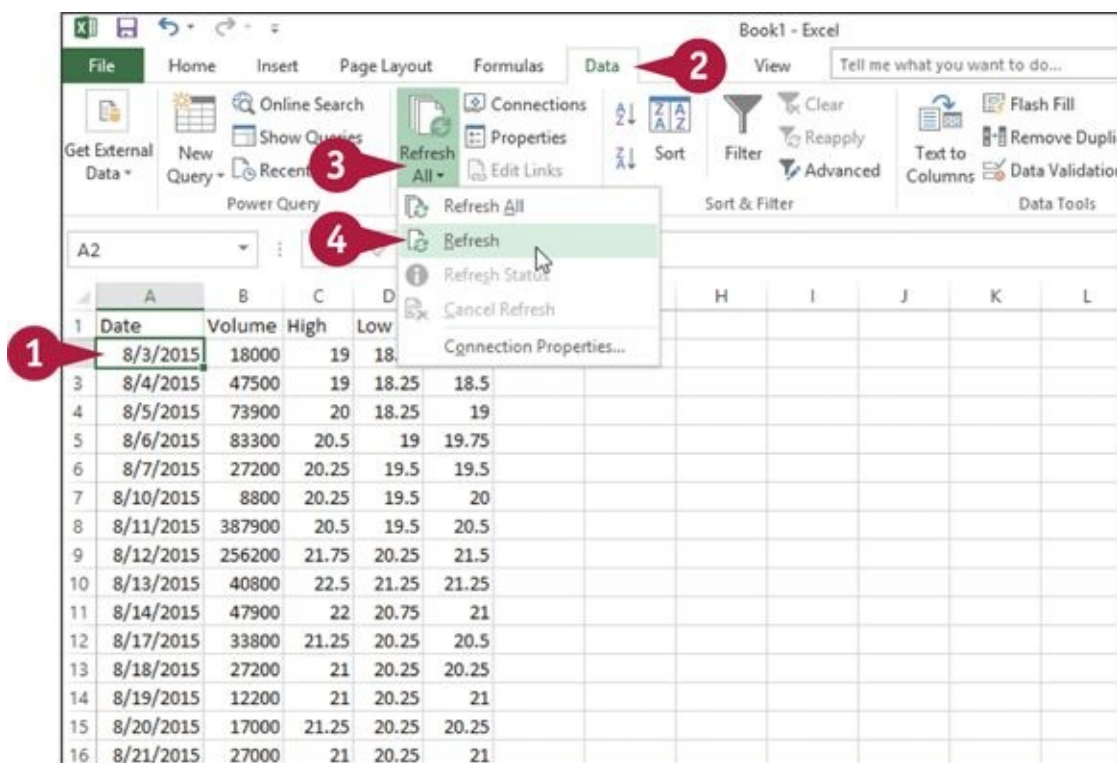 Book1 - Excel
File Home Insert Page Layout Formulas Data 2 View Tell me what you want to do...
Get External Data
New Query
Online Search
Show Queries
Recent
Power Query
3
Refresh All
Connections
Properties
Edit Links
Sort
Filter
Clear
Reapply
Advanced
Sort & Filter
Text to Columns
Flash Fill
Remove Dupli
Data Validation
Data Tools
Refresh All
4 Refresh
Refresh Status
Cancel Refresh
Connection Properties...
A2
A B C D H I J K L
1 Date Volume High Low
1 8/3/2015 18000 19 18.
3 8/4/2015 47500 19 18.25 18.5
4 8/5/2015 73900 20 18.25 19
5 8/6/2015 83300 20.5 19 19.75
6 8/7/2015 27200 20.25 19.5 19.5
7 8/10/2015 8800 20.25 19.5 20
8 8/11/2015 387900 20.5 19.5 20.5
9 8/12/2015 256200 21.75 20.25 21.5
10 8/13/2015 40800 22.5 21.25 21.25
11 8/14/2015 47900 22 20.75 21
12 8/17/2015 33800 21.25 20.25 20.5
13 8/18/2015 27200 21 20.25 20.25
14 8/19/2015 12200 21 20.25 21
15 8/20/2015 17000 21.25 20.25 20.25
16 8/21/2015 27000 21 20.25 21